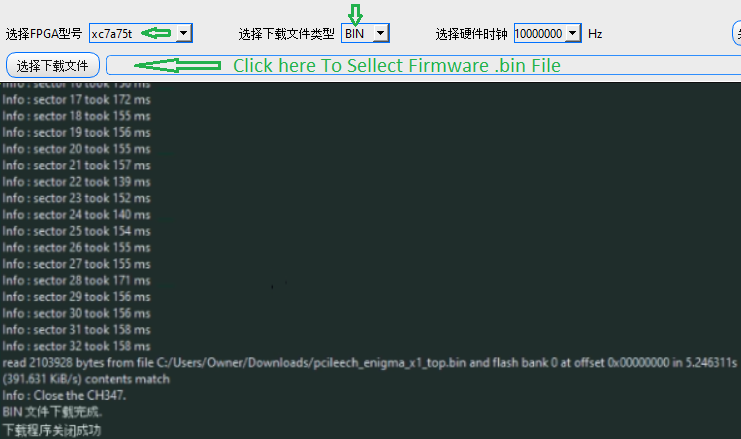 选择FPGA型号 xc7a75t 选择下载文件类型 BIN 选择硬件时钟 10000000 Hz
选择下载文件 Click here To Sellect Firmware .bin File
Info : sector 16 took 156 ms
Info : sector 17 took 172 ms
Info : sector 18 took 155 ms
Info : sector 19 took 156 ms
Info : sector 20 took 155 ms
Info : sector 21 took 157 ms
Info : sector 22 took 139 ms
Info : sector 23 took 152 ms
Info : sector 24 took 140 ms
Info : sector 25 took 154 ms
Info : sector 26 took 155 ms
Info : sector 27 took 155 ms
Info : sector 28 took 171 ms
Info : sector 29 took 156 ms
Info : sector 30 took 156 ms
Info : sector 31 took 158 ms
Info : sector 32 took 158 ms
read 2103928 bytes from file C:/Users/Owner/Downloads/pcileech_enigma_x1_top.bin and flash bank 0 at offset 0x00000000 in 5.246311s
(391.631 KiB/s) contents match
Info : Close the CH347.
BIN 文件下载完成.
下载程序关闭成功